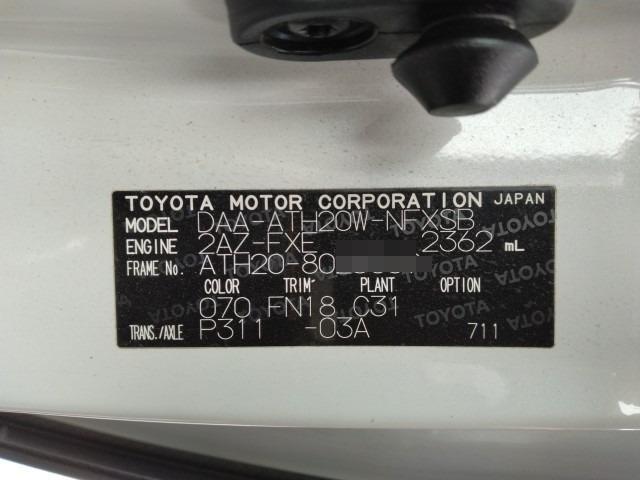 TOYOTA MOTOR CORPORATION JAPAN
MODEL DAA-ATH20W-NFXSB
ENGINE 2AZ-FXE 2362 mL
FRAME No. ATH20-80
COLOR TRIM PLANT OPTION
070 FN18 C31
TRANS./AXLE P311 -03A 711